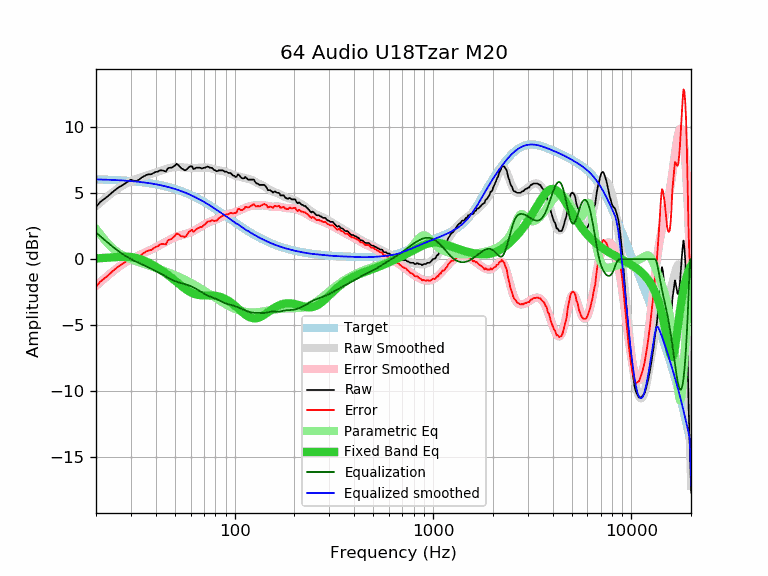 64 Audio U18Tzar M20
Amplitude (dBr)
10
5
0
−5
−10
−15
Target
Raw Smoothed
Error Smoothed
Raw
Error
Parametric Eq
Fixed Band Eq
Equalization
Equalized smoothed
100
1000
10000
Frequency (Hz)